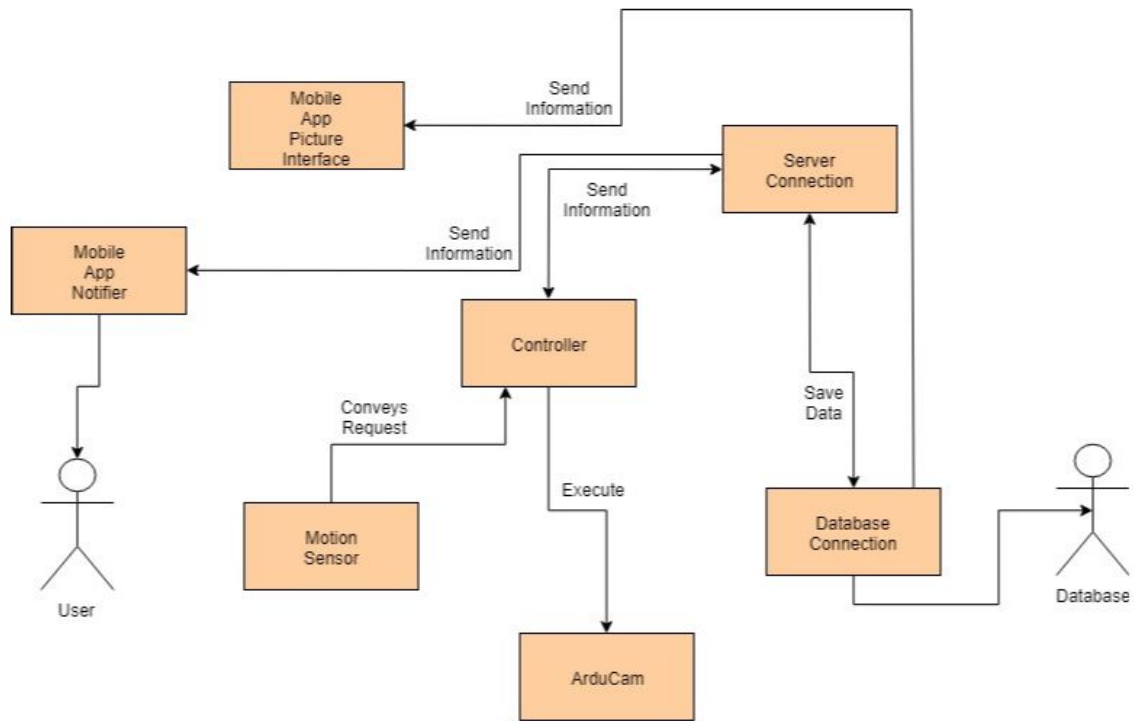 Send
Information
Mobile
App
Picture
Interface
Server
Connection
Send
Information
Send
Information
Mobile
App
Notifier
Controller
Conveys
Request
Save
Data
Execute
Motion
Sensor
Database
Connection
User
Database
ArduCam